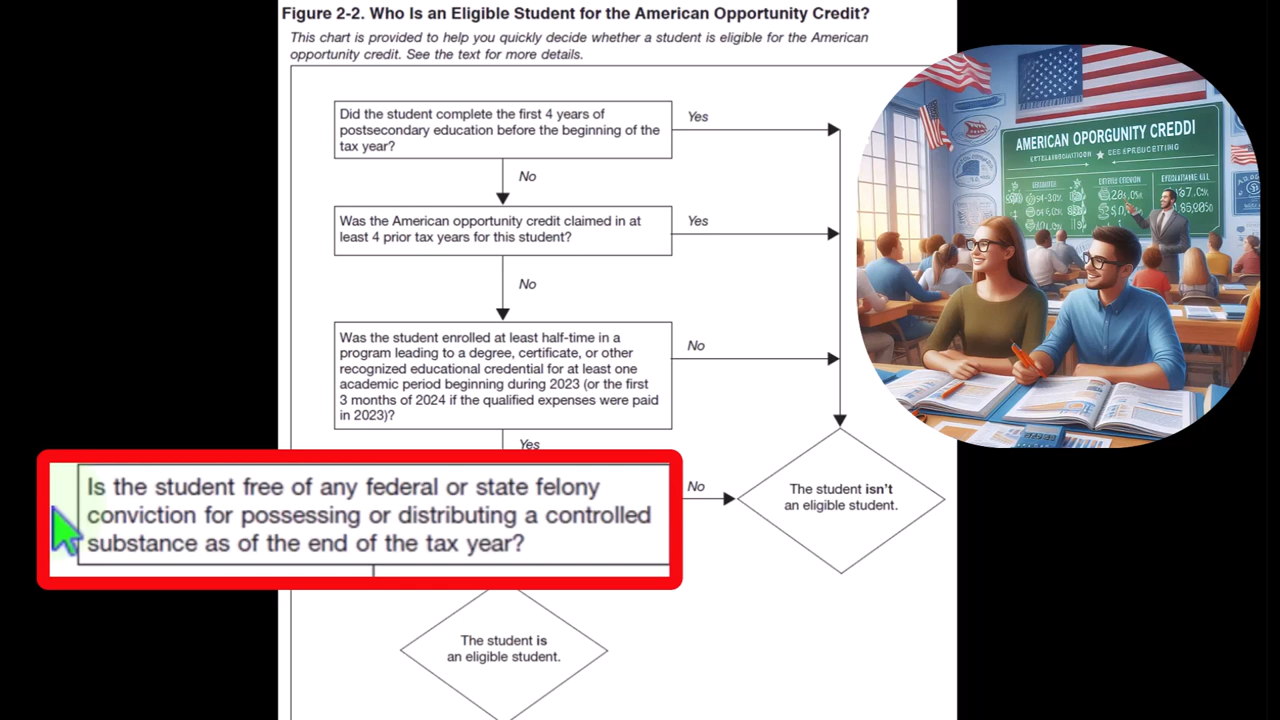 Figure 2-2. Who Is an Eligible Student for the American Opportunity Credit?
This chart is provided to help you quickly decide whether a student is eligible for the American
opportunity credit. See the text for more details.
Did the student complete the first 4 years of
postsecondary education before the beginning of the
tax year?
Yes
No
Was the American opportunity credit claimed in at
least 4 prior tax years for this student?
Yes
No
Was the student enrolled at least half-time in a
program leading to a degree, certificate, or other
recognized educational credential for at least one
academic period beginning during 2023 (or the first
3 months of 2024 if the qualified expenses were paid
in 2023)?
No
Yes
Is the student free of any federal or state felony
conviction for possessing or distributing a controlled
substance as of the end of the tax year?
No
The student isn't
an eligible student.
The student is
an eligible student.
AMERICAN OPORGUNITY CREDDI